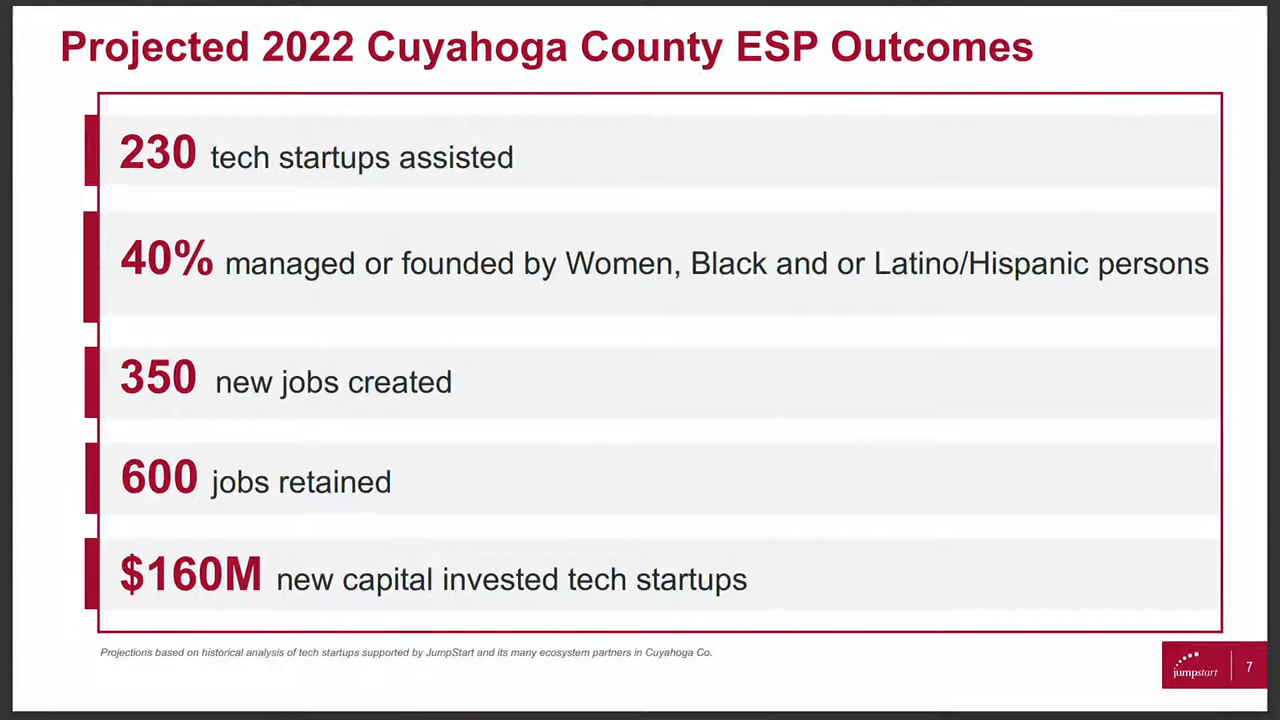 Projected 2022 Cuyahoga County ESP Outcomes
230 tech startups assisted
40% managed or founded by Women, Black and or Latino/Hispanic persons
350 new jobs created
600 jobs retained
$160M new capital invested tech startups
Projections based on historical analysis of tech startups supported by JumpStart and its many ecosystem partners in Cuyahoga Co.
jumpstart
7